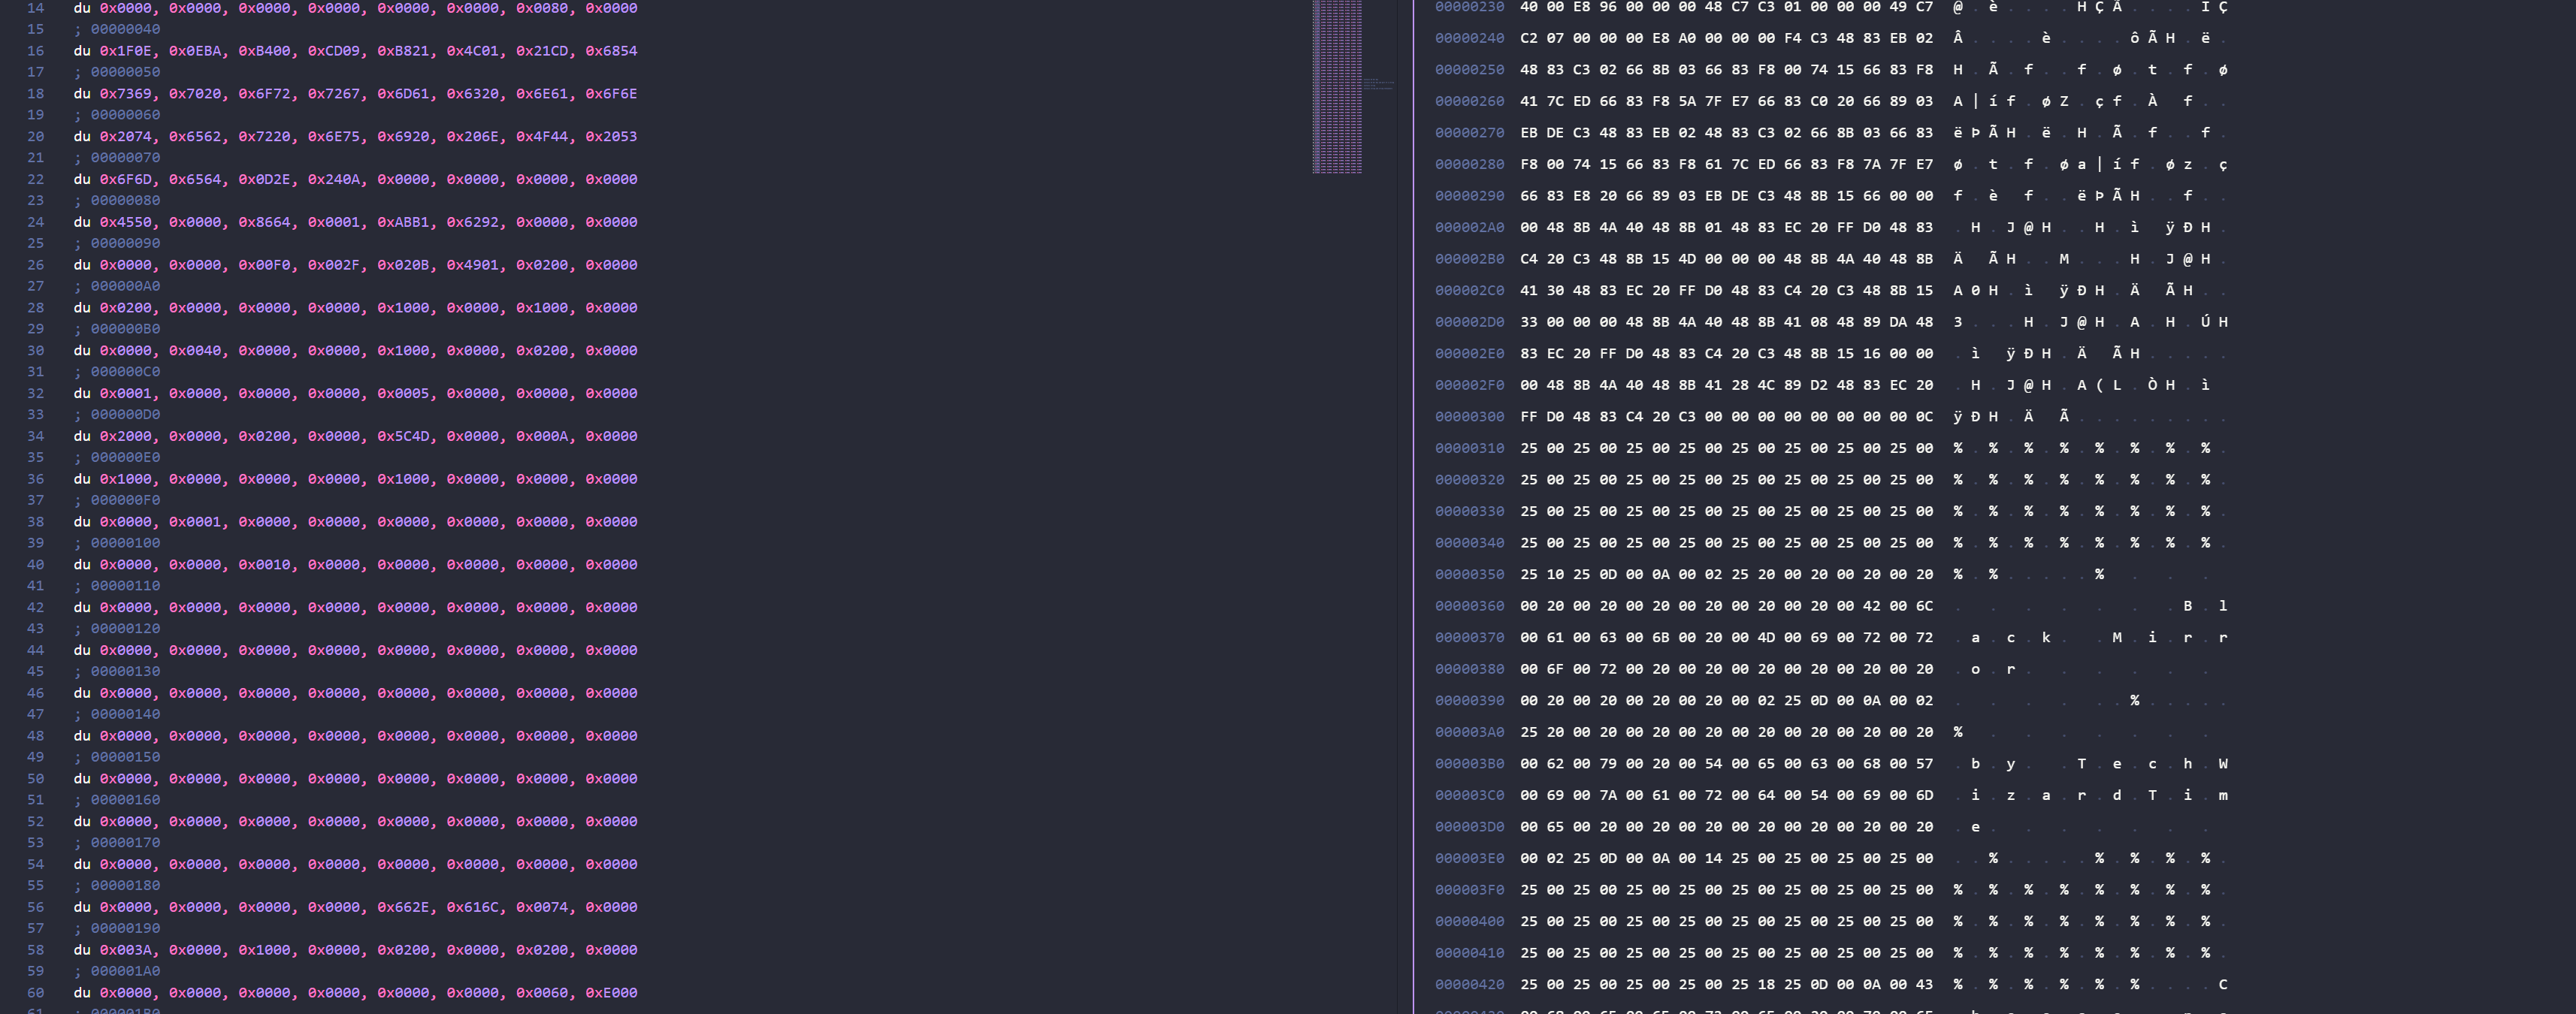 14 du 0x0000, 0x0000, 0x0000, 0x0000, 0x0000, 0x0000, 0x0080, 0x0000
15 ; 00000040
16 du 0x1F0E, 0x0EBA, 0xB400, 0xCD09, 0xB821, 0x4C01, 0x21CD, 0x6854
17 ; 00000050
18 du 0x7369, 0x7020, 0x6F72, 0x7267, 0x6D61, 0x6320, 0x6E61, 0x6F6E
19 ; 00000060
20 du 0x2074, 0x6562, 0x7220, 0x6E75, 0x6920, 0x206E, 0x4F44, 0x2053
21 ; 00000070
22 du 0x6F6D, 0x6564, 0x0D2E, 0x240A, 0x0000, 0x0000, 0x0000, 0x0000
23 ; 00000080
24 du 0x4550, 0x0000, 0x8664, 0x0001, 0xABB1, 0x6292, 0x0000, 0x0000
25 ; 00000090
26 du 0x0000, 0x0000, 0x00F0, 0x002F, 0x020B, 0x4901, 0x0200, 0x0000
27 ; 000000A0
28 du 0x0200, 0x0000, 0x0000, 0x0000, 0x1000, 0x0000, 0x1000, 0x0000
29 ; 000000B0
30 du 0x0000, 0x0040, 0x0000, 0x0000, 0x1000, 0x0000, 0x0200, 0x0000
31 ; 000000C0
32 du 0x0001, 0x0000, 0x0000, 0x0000, 0x0005, 0x0000, 0x0000, 0x0000
33 ; 000000D0
34 du 0x2000, 0x0000, 0x0200, 0x0000, 0x5C4D, 0x0000, 0x000A, 0x0000
35 ; 000000E0
36 du 0x1000, 0x0000, 0x0000, 0x0000, 0x1000, 0x0000, 0x0000, 0x0000
37 ; 000000F0
38 du 0x0000, 0x0001, 0x0000, 0x0000, 0x0000, 0x0000, 0x0000, 0x0000
39 ; 00000100
40 du 0x0000, 0x0000, 0x0010, 0x0000, 0x0000, 0x0000, 0x0000, 0x0000
41 ; 00000110
42 du 0x0000, 0x0000, 0x0000, 0x0000, 0x0000, 0x0000, 0x0000, 0x0000
43 ; 00000120
44 du 0x0000, 0x0000, 0x0000, 0x0000, 0x0000, 0x0000, 0x0000, 0x0000
45 ; 00000130
46 du 0x0000, 0x0000, 0x0000, 0x0000, 0x0000, 0x0000, 0x0000, 0x0000
47 ; 00000140
48 du 0x0000, 0x0000, 0x0000, 0x0000, 0x0000, 0x0000, 0x0000, 0x0000
49 ; 00000150
50 du 0x0000, 0x0000, 0x0000, 0x0000, 0x0000, 0x0000, 0x0000, 0x0000
51 ; 00000160
52 du 0x0000, 0x0000, 0x0000, 0x0000, 0x0000, 0x0000, 0x0000, 0x0000
53 ; 00000170
54 du 0x0000, 0x0000, 0x0000, 0x0000, 0x0000, 0x0000, 0x0000, 0x0000
55 ; 00000180
56 du 0x0000, 0x0000, 0x0000, 0x0000, 0x662E, 0x616C, 0x0074, 0x0000
57 ; 00000190
58 du 0x003A, 0x0000, 0x1000, 0x0000, 0x0200, 0x0000, 0x0200, 0x0000
59 ; 000001A0
60 du 0x0000, 0x0000, 0x0000, 0x0000, 0x0000, 0x0000, 0x0060, 0xE000
00000230 40 00 E8 96 00 00 00 48 C7 C3 01 00 00 00 49 C7 @ . è . . . . H Ç Ã . . . . I Ç
00000240 C2 07 00 00 00 E8 A0 00 00 00 F4 C3 48 83 EB 02 Â . . . . è . . . . ô Ã H . ë .
00000250 48 83 C3 02 66 8B 03 66 83 F8 00 74 15 66 83 F8 H . Ã . f . . f . ø . t . f . ø
00000260 41 7C ED 66 83 F8 5A 7F E7 66 83 C0 20 66 89 03 A | í f . ø Z . ç f . À f . .
00000270 EB DE C3 48 83 EB 02 48 83 C3 02 66 8B 03 66 83 ë Þ Ã H . ë . H . Ã . f . . f .
00000280 F8 00 74 15 66 83 F8 61 7C ED 66 83 F8 7A 7F E7 ø . t . f . ø a | í f . ø z . ç
00000290 66 83 E8 20 66 89 03 EB DE C3 48 8B 15 66 00 00 f . è f . . ë Þ Ã H . . f . .
000002A0 00 48 8B 4A 40 48 8B 01 48 83 EC 20 FF D0 48 83 . H . J @ H . . H . ì ÿ Ð H .
000002B0 C4 20 C3 48 8B 15 4D 00 00 00 48 8B 4A 40 48 8B Ä Ã H . . M . . . H . J @ H .
000002C0 41 30 48 83 EC 20 FF D0 48 83 C4 20 C3 48 8B 15 A 0 H . ì ÿ Ð H . Ä Ã H . .
000002D0 33 00 00 00 48 8B 4A 40 48 8B 41 08 48 89 DA 48 3 . . . H . J @ H . A . H . Ú H
000002E0 83 EC 20 FF D0 48 83 C4 20 C3 48 8B 15 16 00 00 . ì ÿ Ð H . Ä Ã H . . . . .
000002F0 00 48 8B 4A 40 48 8B 41 28 4C 89 D2 48 83 EC 20 . H . J @ H . A ( L . Ò H . ì
00000300 FF D0 48 83 C4 20 C3 00 00 00 00 00 00 00 00 0C ÿ Ð H . Ä Ã . . . . . . . . .
00000310 25 00 25 00 25 00 25 00 25 00 25 00 25 00 25 00 % . % . % . % . % . % . % . % .
00000320 25 00 25 00 25 00 25 00 25 00 25 00 25 00 25 00 % . % . % . % . % . % . % . % .
00000330 25 00 25 00 25 00 25 00 25 00 25 00 25 00 25 00 % . % . % . % . % . % . % . % .
00000340 25 00 25 00 25 00 25 00 25 00 25 00 25 00 25 00 % . % . % . % . % . % . % . % .
00000350 25 10 25 0D 00 0A 00 02 25 20 00 20 00 20 00 20 % . % . . . . . % . . .
00000360 00 20 00 20 00 20 00 20 00 20 00 20 00 42 00 6C . . . . . . . B . l
00000370 00 61 00 63 00 6B 00 20 00 4D 00 69 00 72 00 72 . a . c . k . . M . i . r . r
00000380 00 6F 00 72 00 20 00 20 00 20 00 20 00 20 00 20 . o . r . . . . . .
00000390 00 20 00 20 00 20 00 20 00 02 25 0D 00 0A 00 02 . . . . . . % . . . . .
000003A0 25 20 00 20 00 20 00 20 00 20 00 20 00 20 00 20 % . . . . . . .
000003B0 00 62 00 79 00 20 00 54 00 65 00 63 00 68 00 57 . b . y . . T . e . c . h . W
000003C0 00 69 00 7A 00 61 00 72 00 64 00 54 00 69 00 6D . i . z . a . r . d . T . i . m
000003D0 00 65 00 20 00 20 00 20 00 20 00 20 00 20 00 20 . e . . . . . . .
000003E0 00 02 25 0D 00 0A 00 14 25 00 25 00 25 00 25 00 . . % . . . . . % . % . % . % .
000003F0 25 00 25 00 25 00 25 00 25 00 25 00 25 00 25 00 % . % . % . % . % . % . % . % .
00000400 25 00 25 00 25 00 25 00 25 00 25 00 25 00 25 00 % . % . % . % . % . % . % . % .
00000410 25 00 25 00 25 00 25 00 25 00 25 00 25 00 25 00 % . % . % . % . % . % . % . % .
00000420 25 00 25 00 25 00 25 00 25 18 25 0D 00 0A 00 43 % . % . % . % . % . % . . . . C